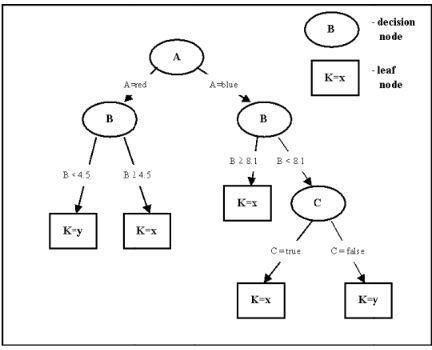 B
- decision
node
A
K=x
- leaf
node
A=red
A=blue
B
B
B < 4.5
B ≥ 4.5
B ≥ 8.1
B < 8.1
K=x
C
K=y
K=x
C = true
C = false
K=x
K=y